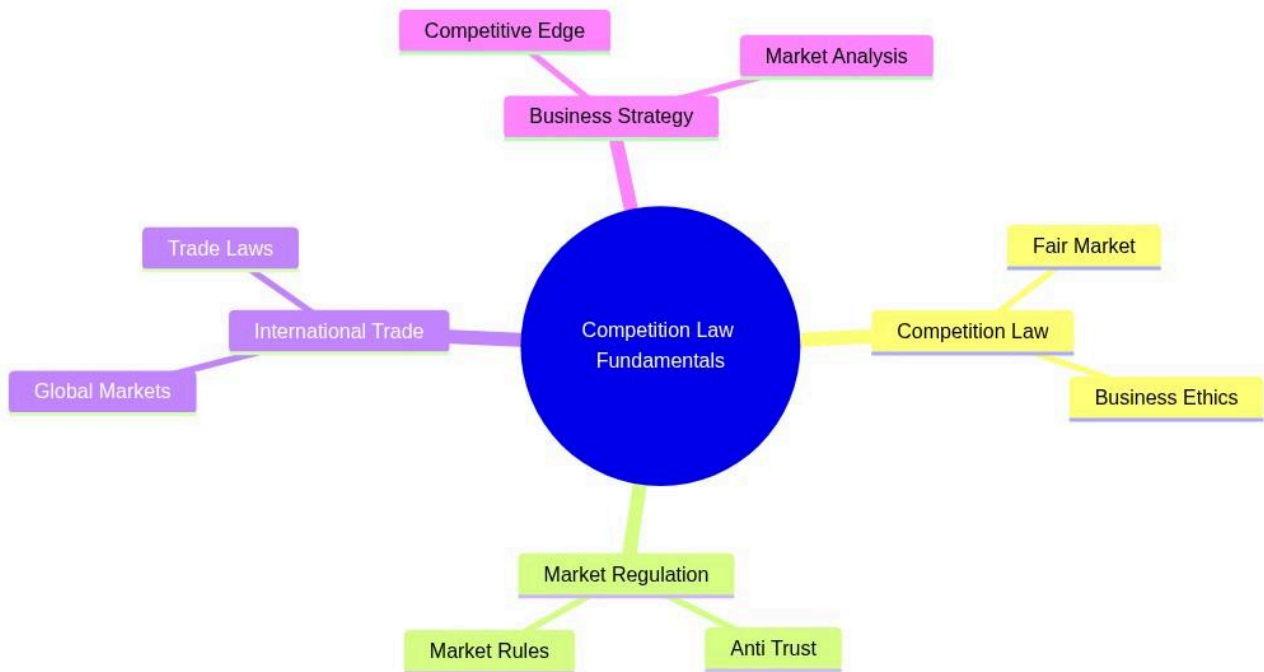 Competitive Edge
Market Analysis
Business Strategy
Trade Laws
Fair Market
International Trade
Competition Law
Fundamentals
Competition Law
Global Markets
Business Ethics
Market Regulation
Market Rules
Anti Trust